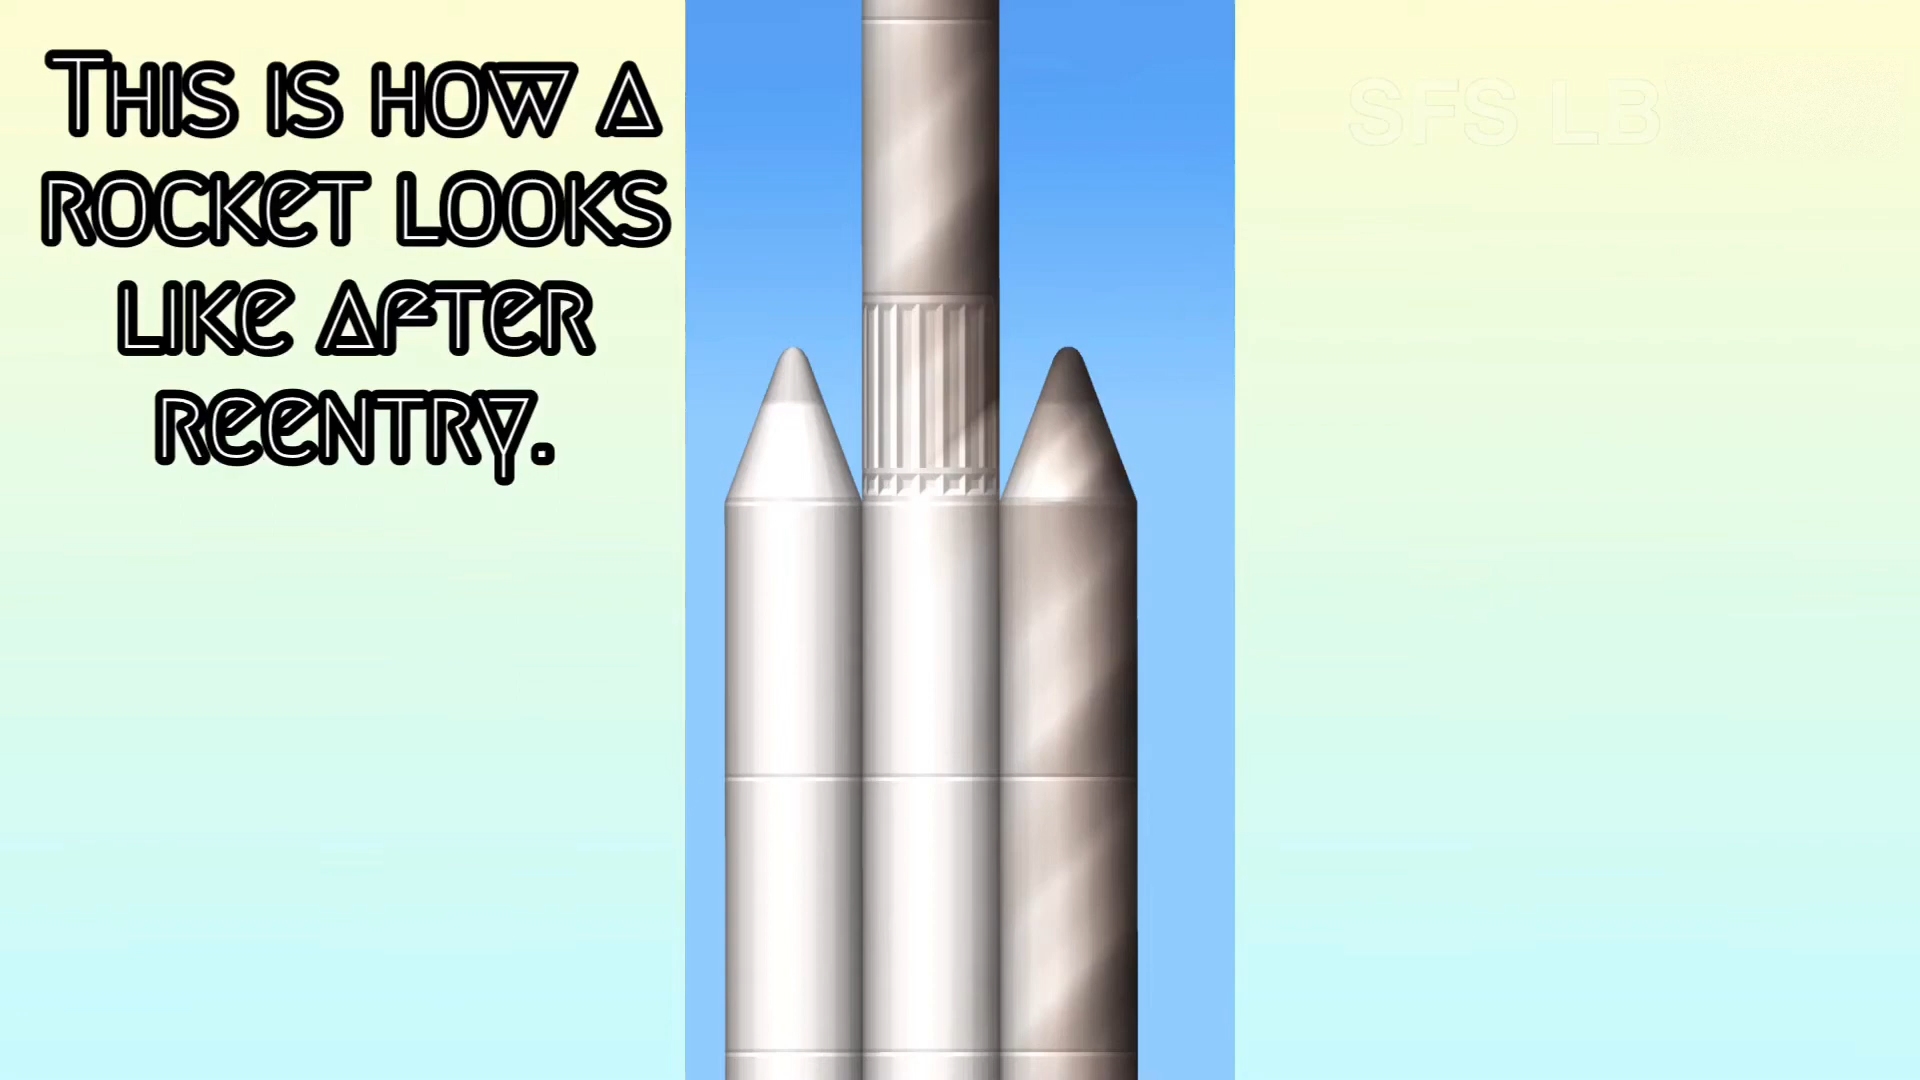 This is how a
rocket looks
like after
reentry.
SFS LB